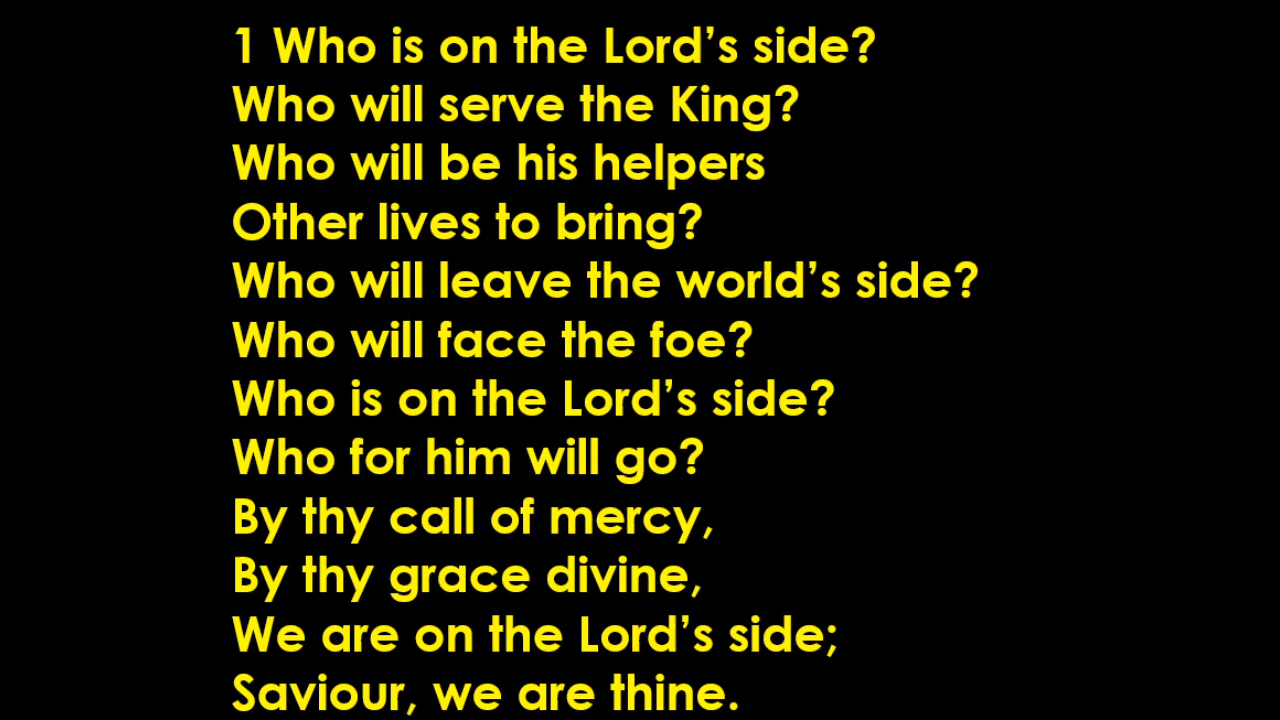 1 Who is on the Lord’s side?
Who will serve the King?
Who will be his helpers
Other lives to bring?
Who will leave the world’s side?
Who will face the foe?
Who is on the Lord’s side?
Who for him will go?
By thy call of mercy,
By thy grace divine,
We are on the Lord’s side;
Saviour, we are thine.